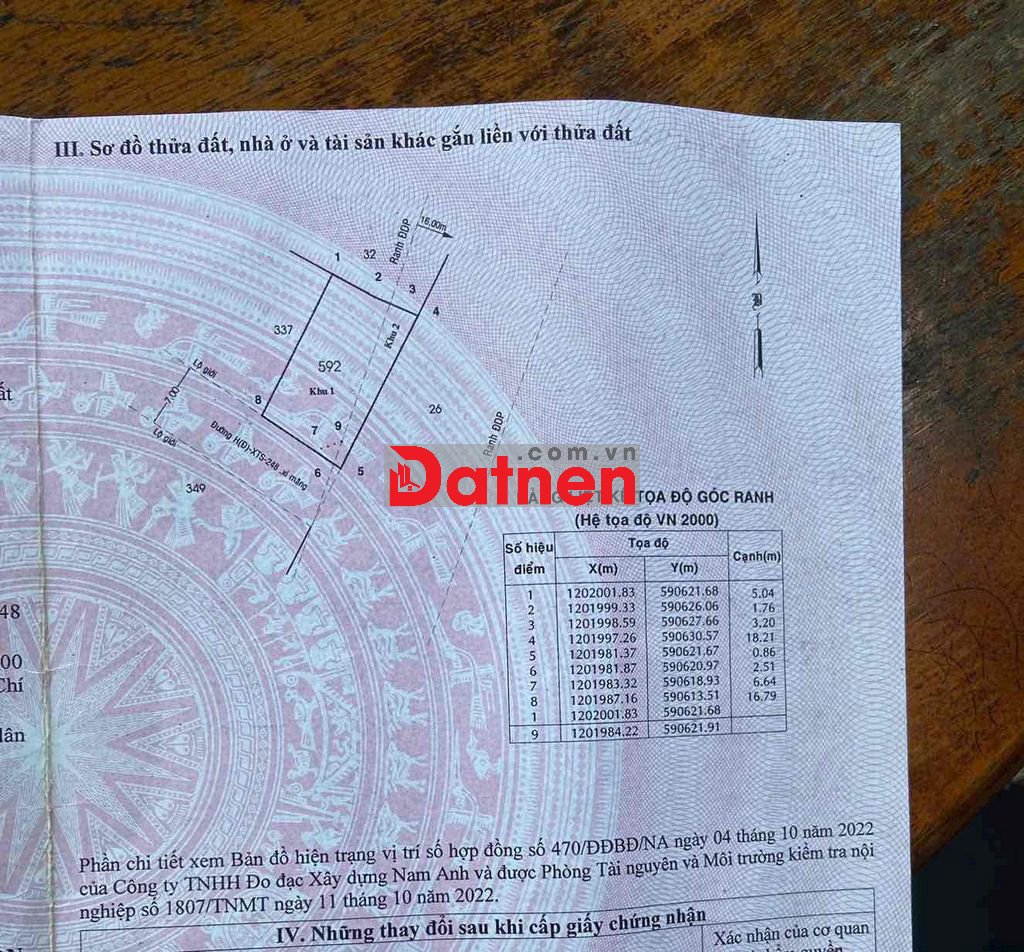 III. Sơ đồ thửa đất, nhà ở và tài sản khác gắn liền với thửa đất
16.00m
Ranh ĐDP
32
1
2
3
4
Khu 2
337
592
Khu 1
Lộ giới
7.00
8
7
9
26
Ranh ĐDP
Đường H(Đ)-XTS-248 xi măng
Lộ giới
6
5
349
.com.vn
Datnen
TỌA ĐỘ GÓC RANH
(Hệ tọa độ VN 2000)
Số hiệu điểm Tọa độ Cạnh(m)
X(m) Y(m)
1 1202001.83 590621.68 5.04
2 1201999.33 590626.06 1.76
3 1201998.59 590627.66 3.20
4 1201997.26 590630.57 18.21
5 1201981.37 590621.67 0.86
6 1201981.87 590620.97 2.51
7 1201983.32 590618.93 6.64
8 1201987.16 590613.51 16.79
1 1202001.83 590621.68
9 1201984.22 590621.91
ất
48
00
Chí
Phần chi tiết xem Bản đồ hiện trạng vị trí số hợp đồng số 470/ĐĐBĐ/NA ngày 04 tháng 10 năm 2022
của Công ty TNHH Đo đạc Xây dựng Nam Anh và được Phòng Tài nguyên và Môi trường kiểm tra nội
nghiệp số 1807/TNMT ngày 11 tháng 10 năm 2022.
IV. Những thay đổi sau khi cấp giấy chứng nhận
Xác nhận của cơ quan